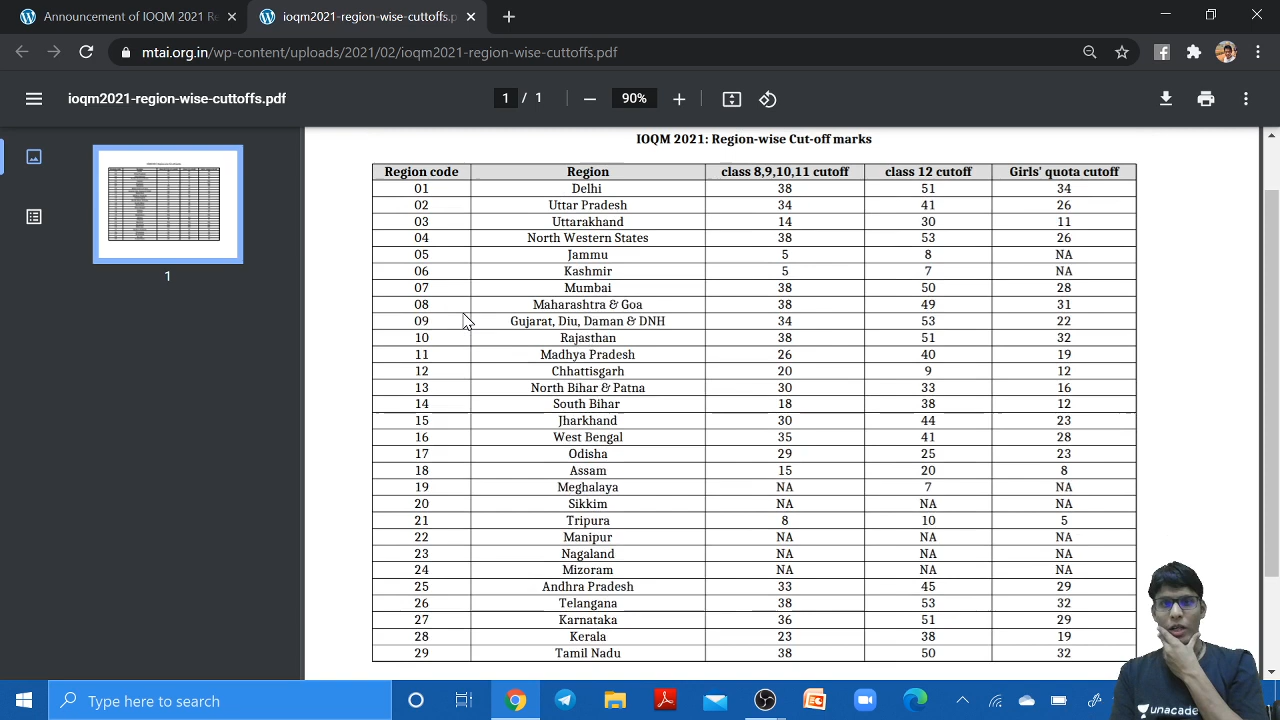 Announcement of IOQM 2021 Re
ioqm2021-region-wise-cuttoffs.p
mtai.org.in/wp-content/uploads/2021/02/ioqm2021-region-wise-cuttoffs.pdf
ioqm2021-region-wise-cuttoffs.pdf
1 / 1
90%
1
IOQM 2021: Region-wise Cut-off marks
Region code Region class 8,9,10,11 cutoff class 12 cutoff Girls' quota cutoff
01 Delhi 38 51 34
02 Uttar Pradesh 34 41 26
03 Uttarakhand 14 30 11
04 North Western States 38 53 26
05 Jammu 5 8 NA
06 Kashmir 5 7 NA
07 Mumbai 38 50 28
08 Maharashtra & Goa 38 49 31
09 Gujarat, Diu, Daman & DNH 34 53 22
10 Rajasthan 38 51 32
11 Madhya Pradesh 26 40 19
12 Chhattisgarh 20 9 12
13 North Bihar & Patna 30 33 16
14 South Bihar 18 38 12
15 Jharkhand 30 44 23
16 West Bengal 35 41 28
17 Odisha 29 25 23
18 Assam 15 20 8
19 Meghalaya NA 7 NA
20 Sikkim NA NA NA
21 Tripura 8 10 5
22 Manipur NA NA NA
23 Nagaland NA NA NA
24 Mizoram NA NA NA
25 Andhra Pradesh 33 45 29
26 Telangana 38 53 32
27 Karnataka 36 51 29
28 Kerala 23 38 19
29 Tamil Nadu 38 50 32
Type here to search
unacade